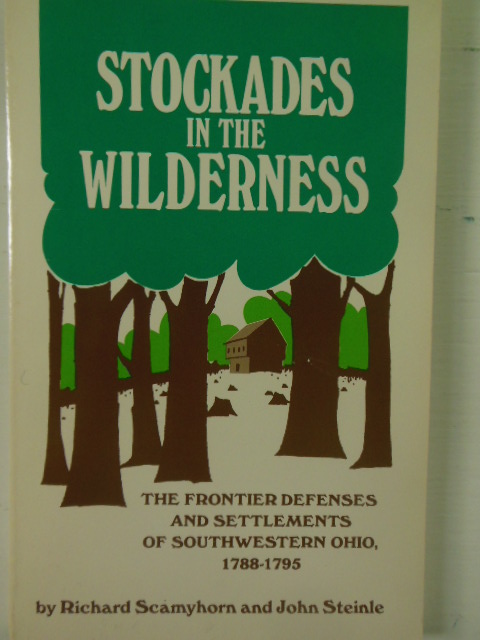 STOCKADES
IN THE
WILDERNESS
THE FRONTIER DEFENSES
AND SETTLEMENTS
OF SOUTHWESTERN OHIO,
1788-1795
by Richard Scamyhorn and John Steinle